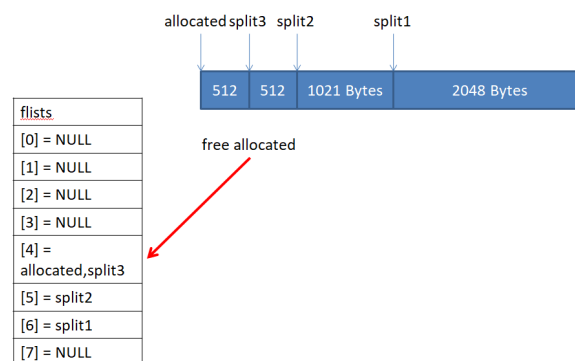 allocated split3 split2 split1
512 512 1021 Bytes 2048 Bytes
free allocated
flists
[0] = NULL
[1] = NULL
[2] = NULL
[3] = NULL
[4] =
allocated,split3
[5] = split2
[6] = split1
[7] = NULL